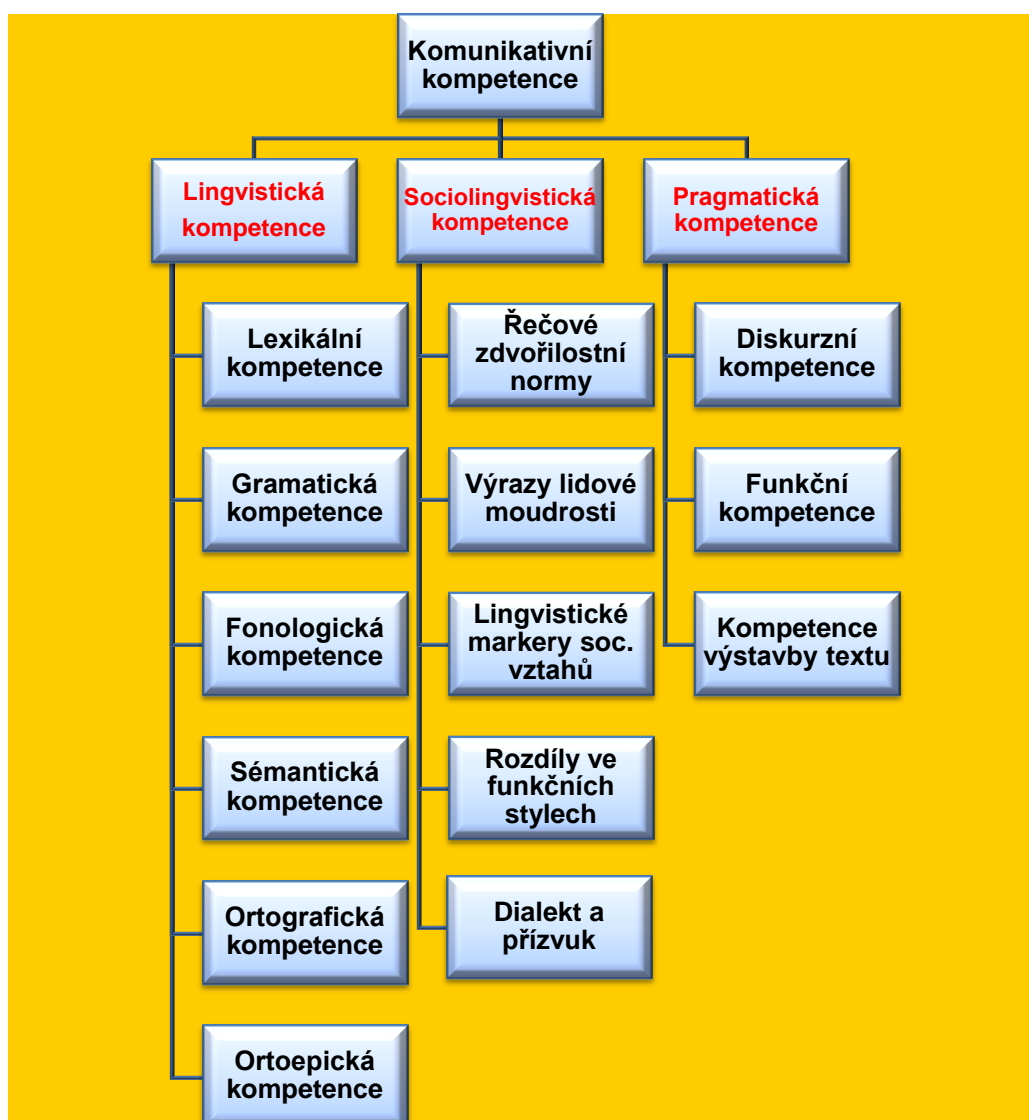 Komunikativní
kompetence
Lingvistická
kompetence
Sociolingvistická
kompetence
Pragmatická
kompetence
Lexikální
kompetence
Gramatická
kompetence
Fonologická
kompetence
Sémantická
kompetence
Ortografická
kompetence
Ortoepická
kompetence
Řečové
zdvořilostní
normy
Výrazy lidové
moudrosti
Lingvistické
markery soc.
vztahů
Rozdíly ve
funkčních
stylech
Dialekt a
přízvuk
Diskurzní
kompetence
Funkční
kompetence
Kompetence
výstavby textu